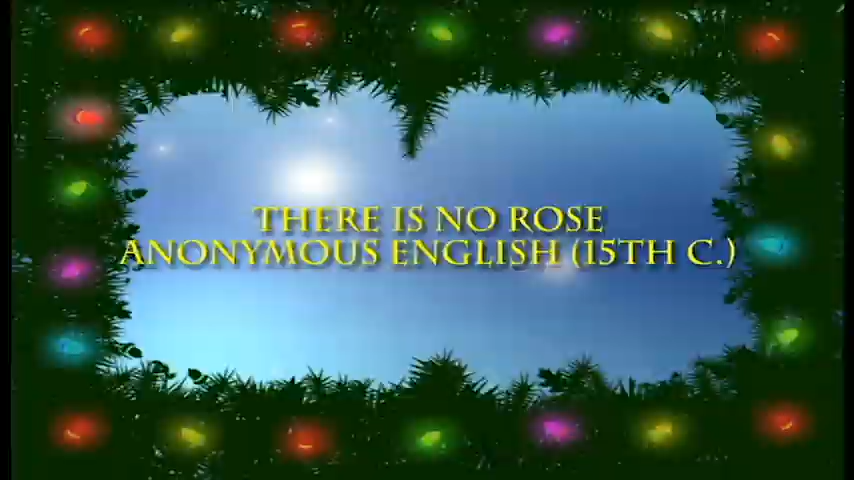 THERE IS NO ROSE
ANONYMOUS ENGLISH (15TH C.)